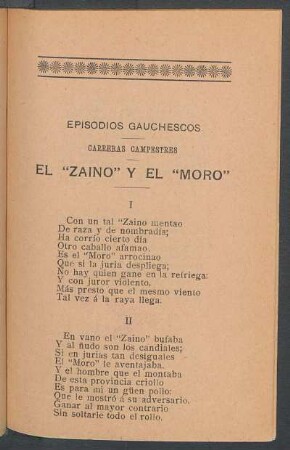 EPISODIOS GAUCHESCOS
CARRERAS CAMPESTRES
EL "ZAINO" Y EL "MORO"
I
Con un tal "Zaino mentao
De raza y de nombradía;
Ha corrío cierto día
Otro caballo afamao.
Es el "Moro" arrocinao
Que si la juria despliega;
No hay quien gane en la refriega:
Y con juror violento,
Más presto que el mesmo viento
Tal vez á la raya llega.
II
En vano el "Zaino" bufaba
Y al ñudo son los candiales;
Si en jurias tan desiguales
El "Moro" le aventajaba.
Y el hombre que el montaba
De esta provincia criollo
Es para mi un güen pollo:
Que le mostró á su adversario,
Ganar al mayor contrario
Sin soltarle todo el rollo.